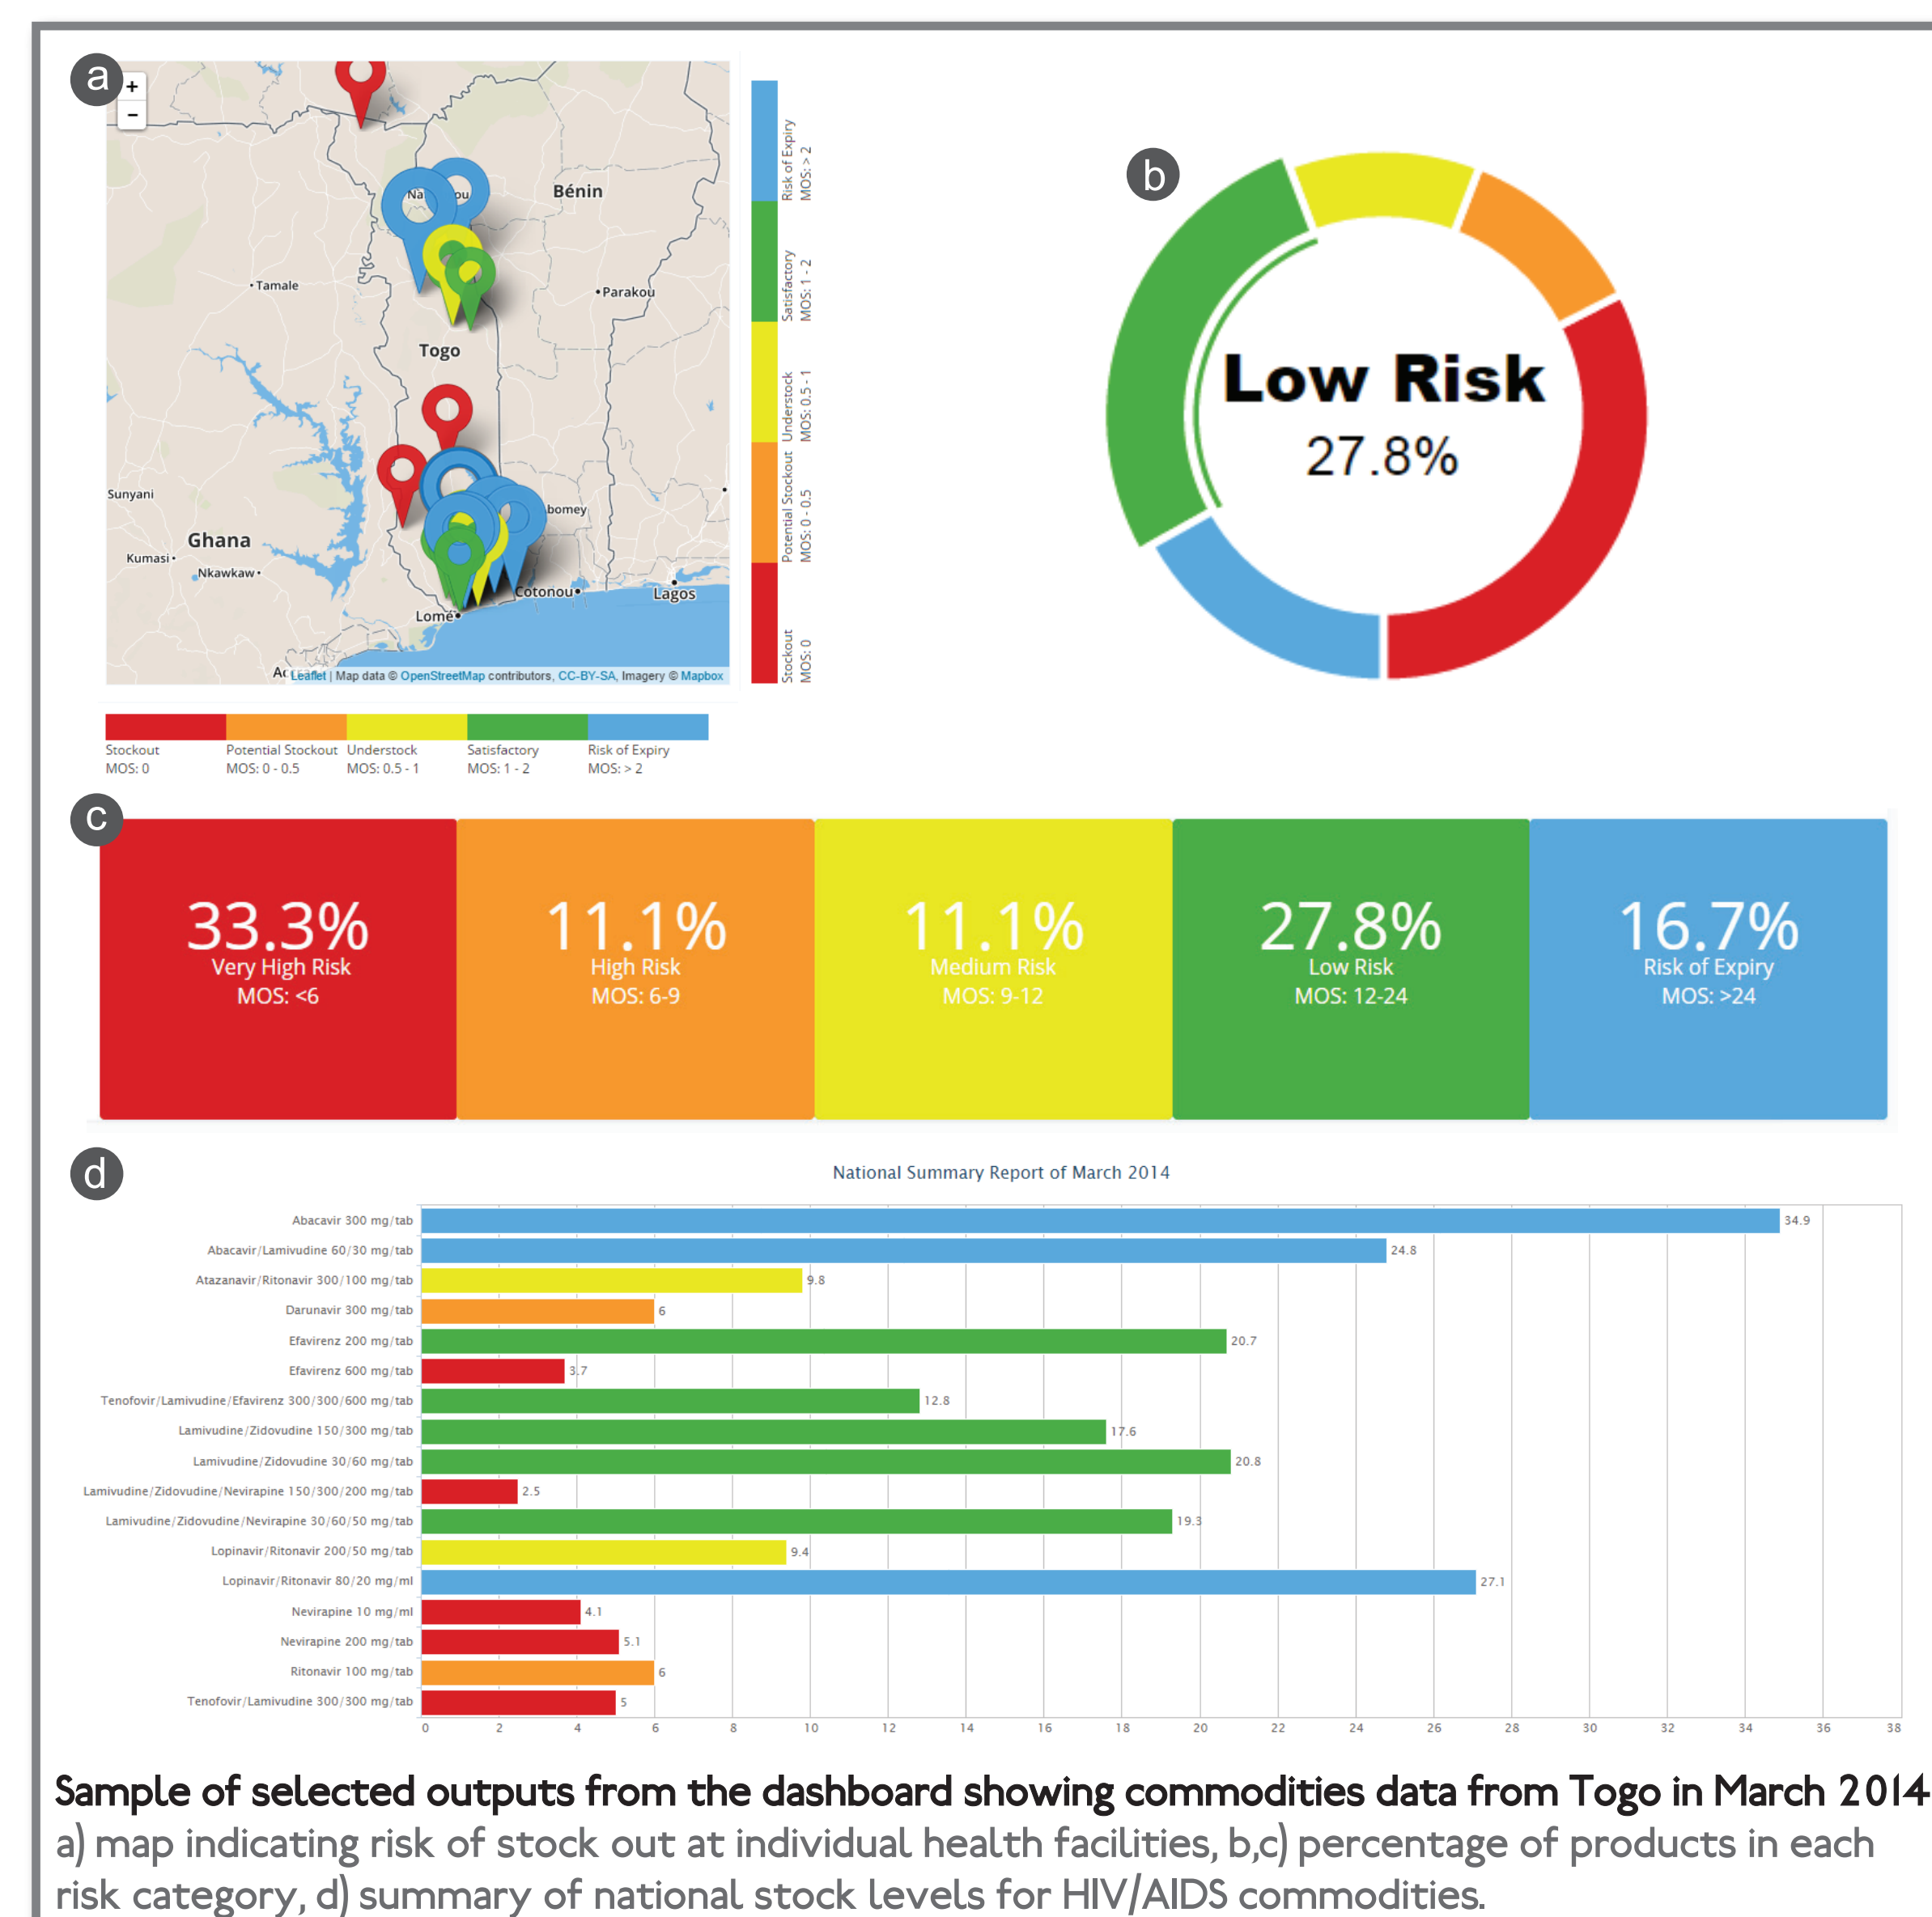 a
+
−
Bénin
Tamale
Parakou
Togo
Sunyani
bomey
Ghana
Kumasi
Nkawkaw
Cotonou
Lagos
Lomé
Leaflet | Map data © OpenStreetMap contributors, CC-BY-SA, Imagery © Mapbox
Risk of Expiry
MOS: > 2
Satisfactory
MOS: 1 - 2
Understock
MOS: 0.5 - 1
Potential Stockout
MOS: 0 - 0.5
Stockout
MOS: 0
Stockout Potential Stockout Understock Satisfactory Risk of Expiry
MOS: 0 MOS: 0 - 0.5 MOS: 0.5 - 1 MOS: 1 - 2 MOS: > 2
b
Low Risk
27.8%
c
33.3%
Very High Risk
MOS: <6
11.1%
High Risk
MOS: 6-9
11.1%
Medium Risk
MOS: 9-12
27.8%
Low Risk
MOS: 12-24
16.7%
Risk of Expiry
MOS: >24
d
National Summary Report of March 2014
Abacavir 300 mg/tab 34.9
Abacavir/Lamivudine 60/30 mg/tab 24.8
Atazanavir/Ritonavir 300/100 mg/tab 9.8
Darunavir 300 mg/tab 6
Efavirenz 200 mg/tab 20.7
Efavirenz 600 mg/tab 3.7
Tenofovir/Lamivudine/Efavirenz 300/300/600 mg/tab 12.8
Lamivudine/Zidovudine 150/300 mg/tab 17.6
Lamivudine/Zidovudine 30/60 mg/tab 20.8
Lamivudine/Zidovudine/Nevirapine 150/300/200 mg/tab 2.5
Lamivudine/Zidovudine/Nevirapine 30/60/50 mg/tab 19.3
Lopinavir/Ritonavir 200/50 mg/tab 9.4
Lopinavir/Ritonavir 80/20 mg/ml 27.1
Nevirapine 10 mg/ml 4.1
Nevirapine 200 mg/tab 5.1
Ritonavir 100 mg/tab 6
Tenofovir/Lamivudine 300/300 mg/tab 5
0 2 4 6 8 10 12 14 16 18 20 22 24 26 28 30 32 34 36 38
Sample of selected outputs from the dashboard showing commodities data from Togo in March 2014
a) map indicating risk of stock out at individual health facilities, b,c) percentage of products in each
risk category, d) summary of national stock levels for HIV/AIDS commodities.